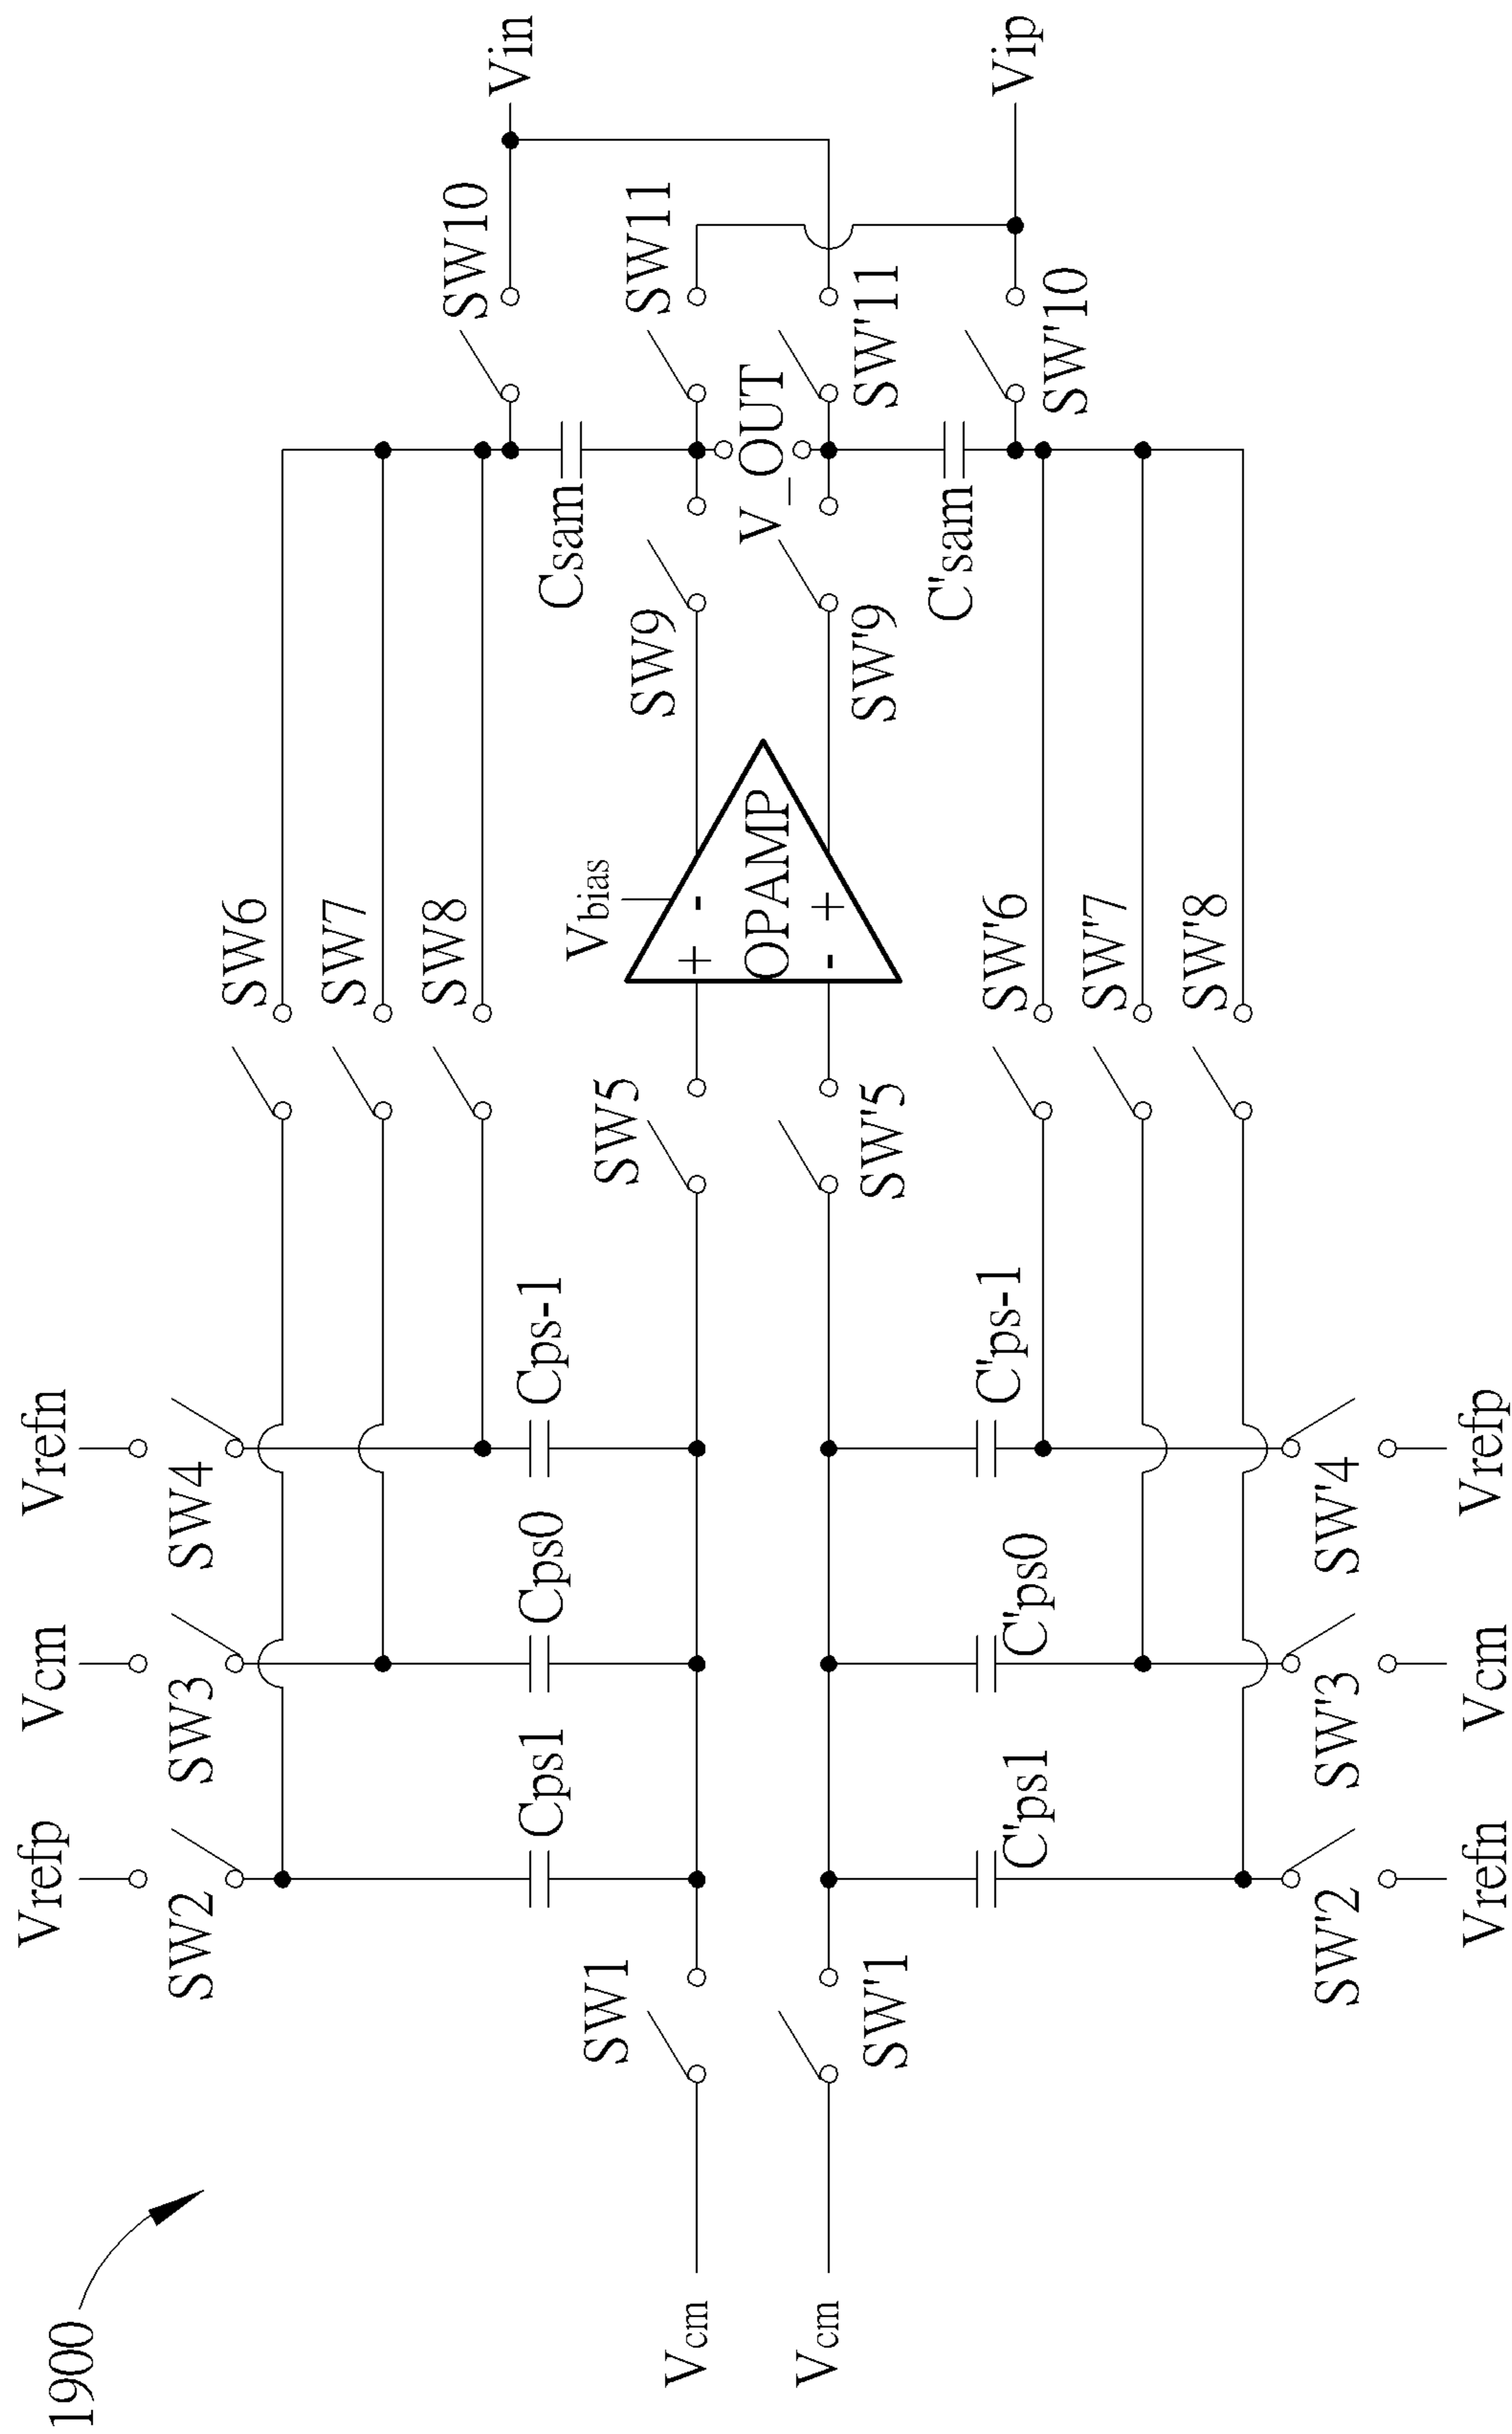 1900
Vrefp
Vcm
Vrefn
SW2
SW3
SW4
SW6
SW7
SW8
SW10
Vin
Cps1
Cps0
Cps-1
Csam
SW1
SW5
Vbias
SW9
SW11
Vcm
+
-
OPAMP
V_OUT
Vcm
-
+
SW'1
SW'5
SW'9
SW'11
C'ps1
C'ps0
C'ps-1
C'sam
SW'6
SW'7
SW'8
SW'10
Vip
SW'2
SW'3
SW'4
Vrefn
Vcm
Vrefp